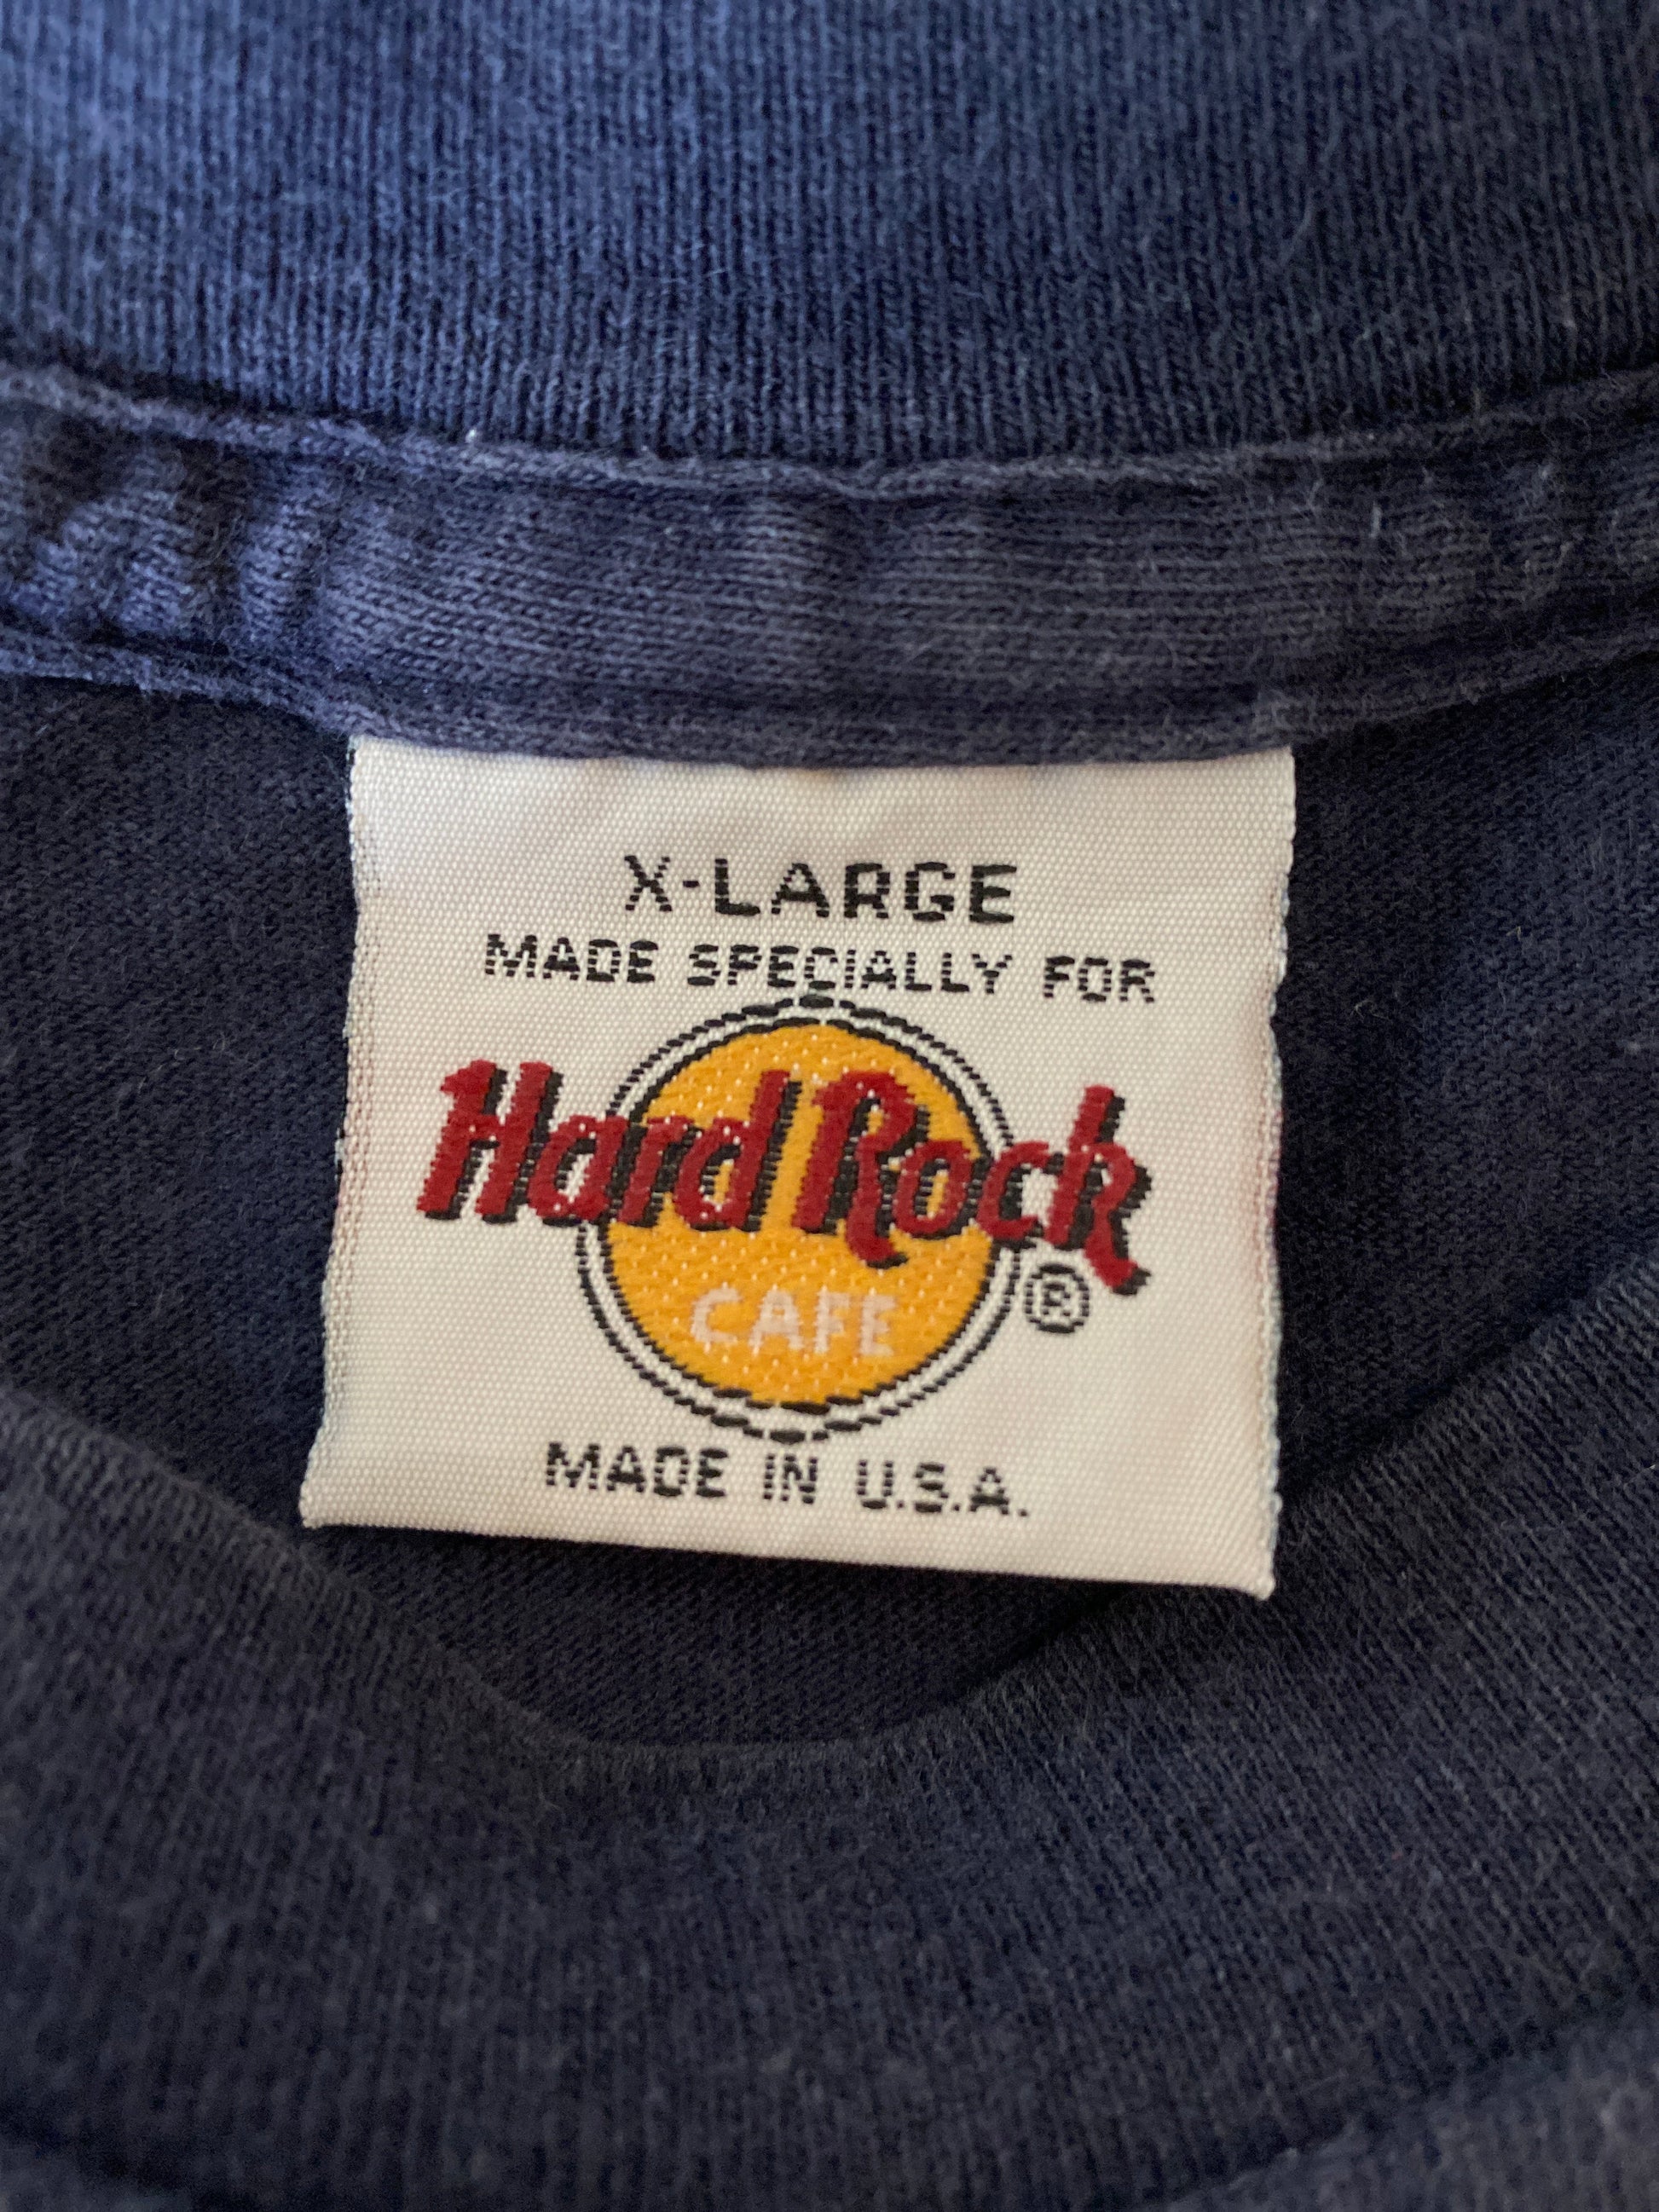 X-LARGE
MADE SPECIALLY FOR
Hard Rock
CAFE
®
MADE IN U.S.A.